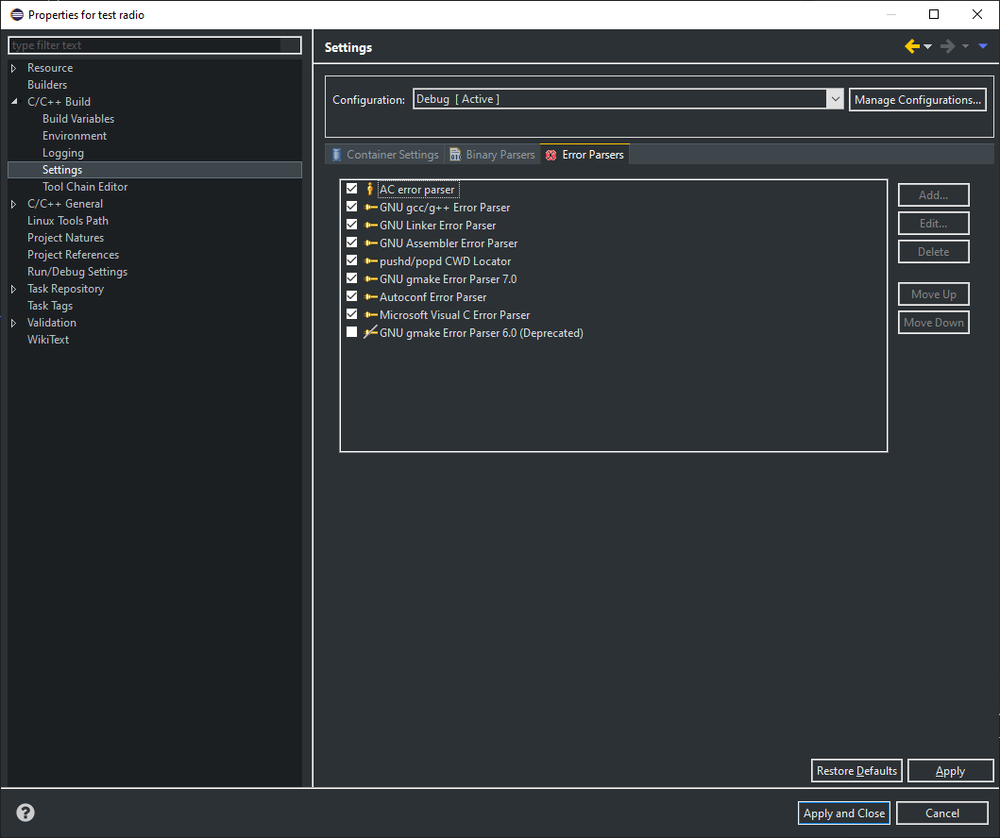 Properties for test radio
type filter text
Resource
Builders
C/C++ Build
Build Variables
Environment
Logging
Settings
Tool Chain Editor
C/C++ General
Linux Tools Path
Project Natures
Project References
Run/Debug Settings
Task Repository
Task Tags
Validation
WikiText
Settings
Configuration: Debug [ Active ] Manage Configurations...
Container Settings Binary Parsers Error Parsers
AC error parser
GNU gcc/g++ Error Parser
GNU Linker Error Parser
GNU Assembler Error Parser
pushd/popd CWD Locator
GNU gmake Error Parser 7.0
Autoconf Error Parser
Microsoft Visual C Error Parser
GNU gmake Error Parser 6.0 (Deprecated)
Add...
Edit...
Delete
Move Up
Move Down
Restore Defaults Apply
Apply and Close Cancel